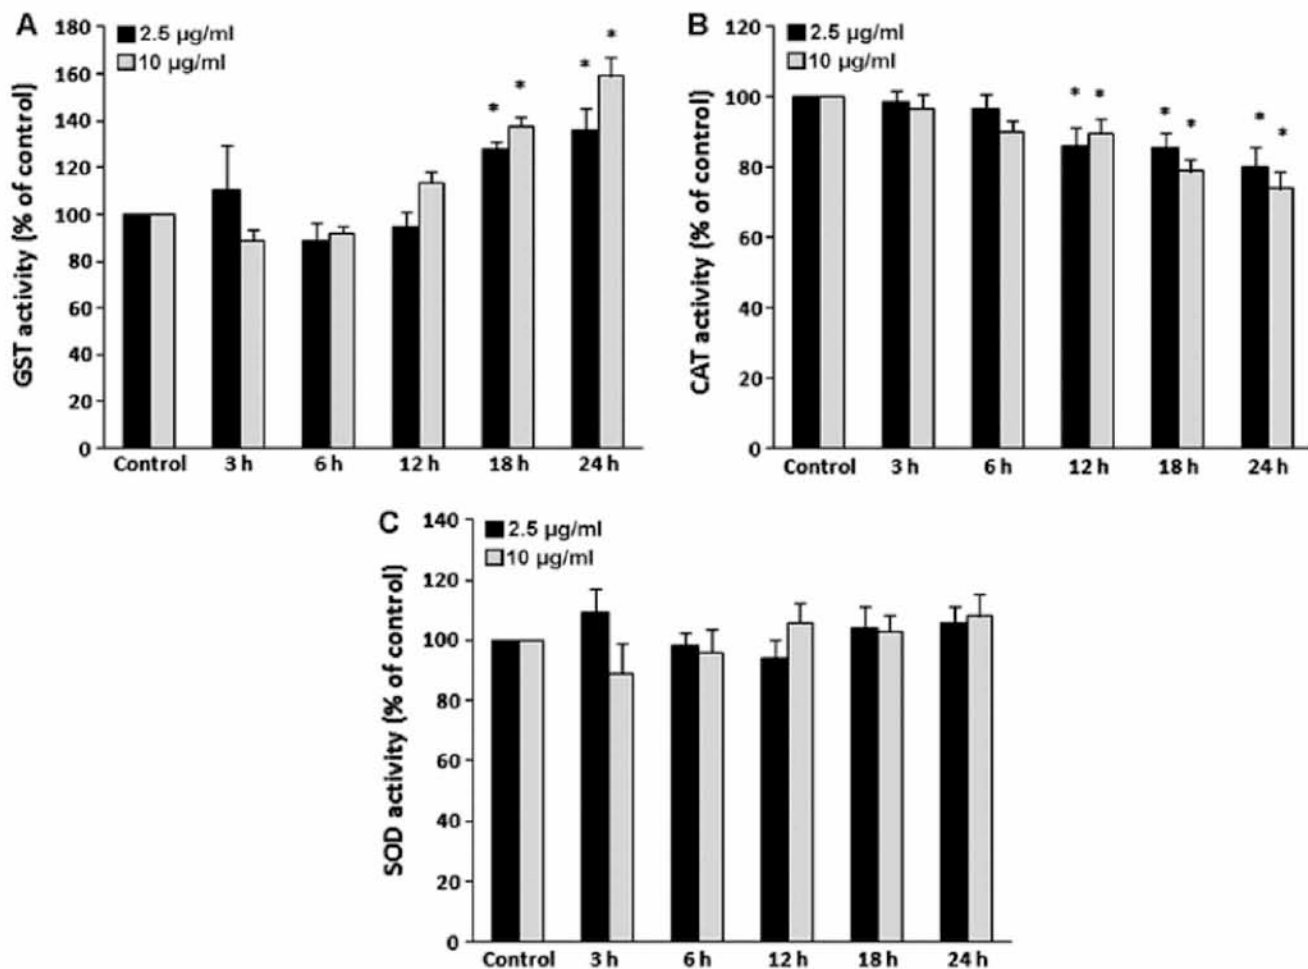 A
GST activity (% of control)
180
160
140
120
100
80
60
40
20
0
2.5 µg/ml
10 µg/ml
* *
* *
Control 3 h 6 h 12 h 18 h 24 h
B
CAT activity (% of control)
120
100
80
60
40
20
0
2.5 µg/ml
10 µg/ml
* *
* *
* *
Control 3 h 6 h 12 h 18 h 24 h
C
SOD activity (% of control)
140
120
100
80
60
40
20
0
2.5 µg/ml
10 µg/ml
Control 3 h 6 h 12 h 18 h 24 h